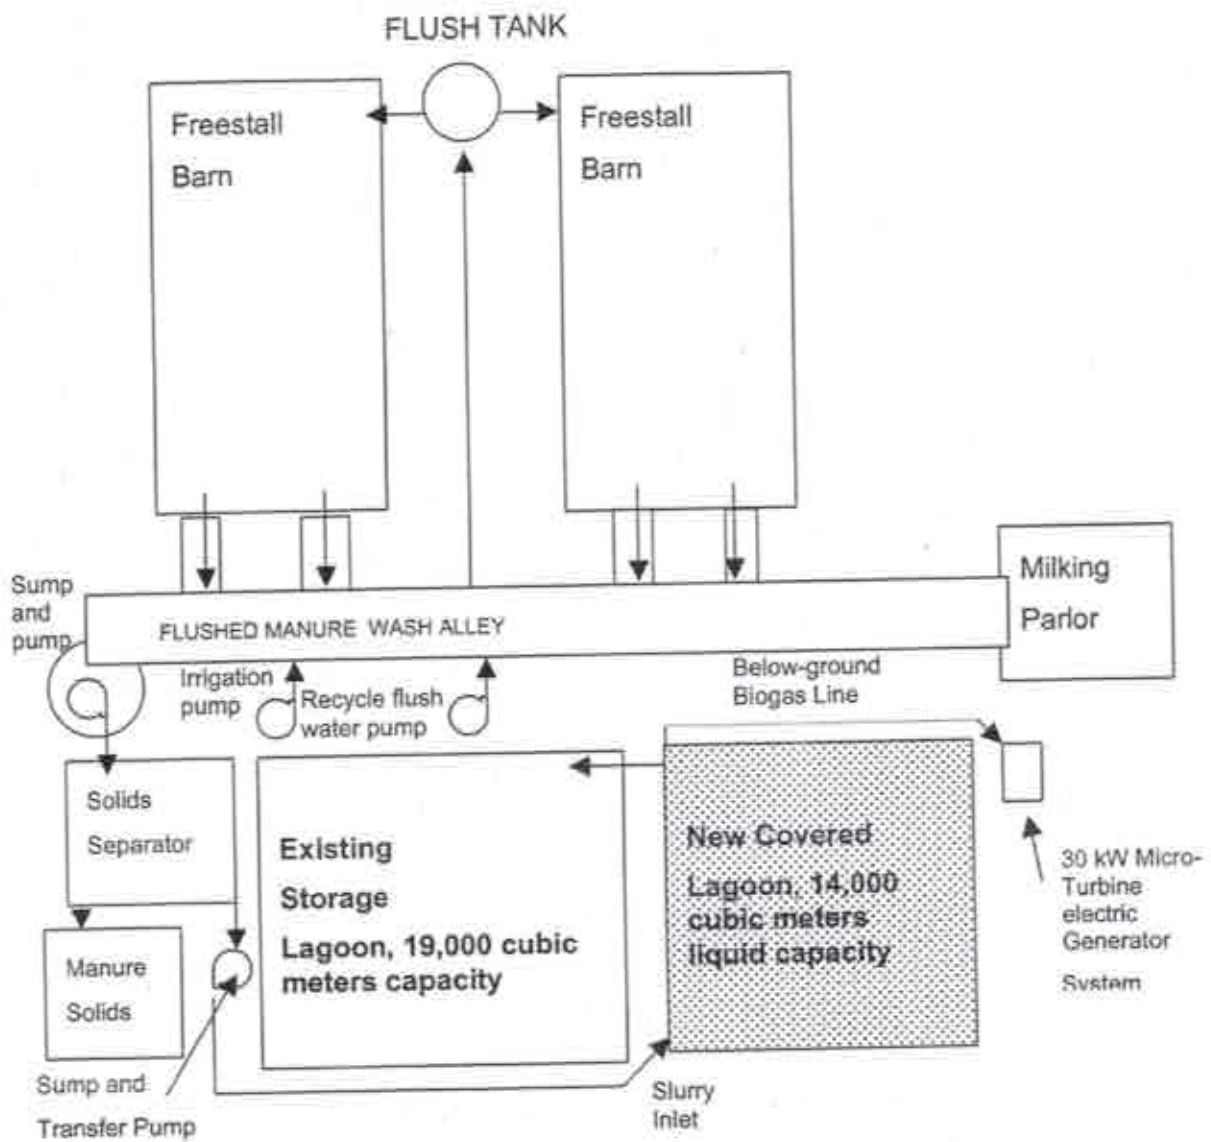 FLUSH TANK
Freestall
Barn
Freestall
Barn
Milking
Parlor
Sump
and
pump
FLUSHED MANURE WASH ALLEY
Irrigation
pump
Recycle flush
water pump
Below-ground
Biogas Line
Solids
Separator
Existing
Storage
Lagoon, 19,000 cubic
meters capacity
New Covered
Lagoon, 14,000
cubic meters
liquid capacity
30 kW Micro-
Turbine
electric
Generator
System
Manure
Solids
Sump and
Transfer Pump
Slurry
Inlet